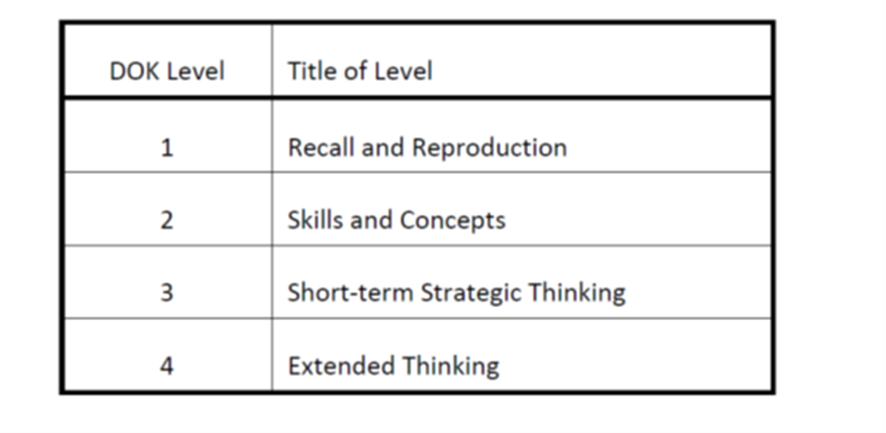 DOK Level Title of Level
1 Recall and Reproduction
2 Skills and Concepts
3 Short-term Strategic Thinking
4 Extended Thinking